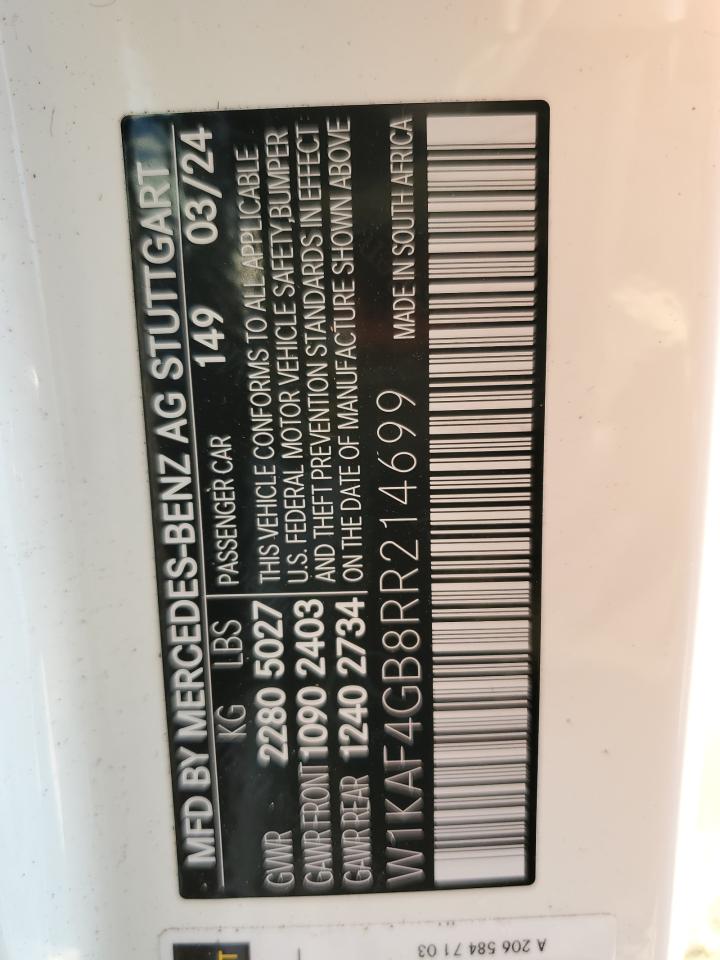 MFD BY MERCEDES-BENZ AG STUTTGART
149 03/24
KG LBS PASSENGER CAR
GVWR 2280 5027
GAWR FRONT 1090 2403
GAWR REAR 1240 2734
THIS VEHICLE CONFORMS TO ALL APPLICABLE
U.S. FEDERAL MOTOR VEHICLE SAFETY,BUMPER
AND THEFT PREVENTION STANDARDS IN EFFECT
ON THE DATE OF MANUFACTURE SHOWN ABOVE
W1KAF4GB8RR214699 MADE IN SOUTH AFRICA
A 206 584 71 03